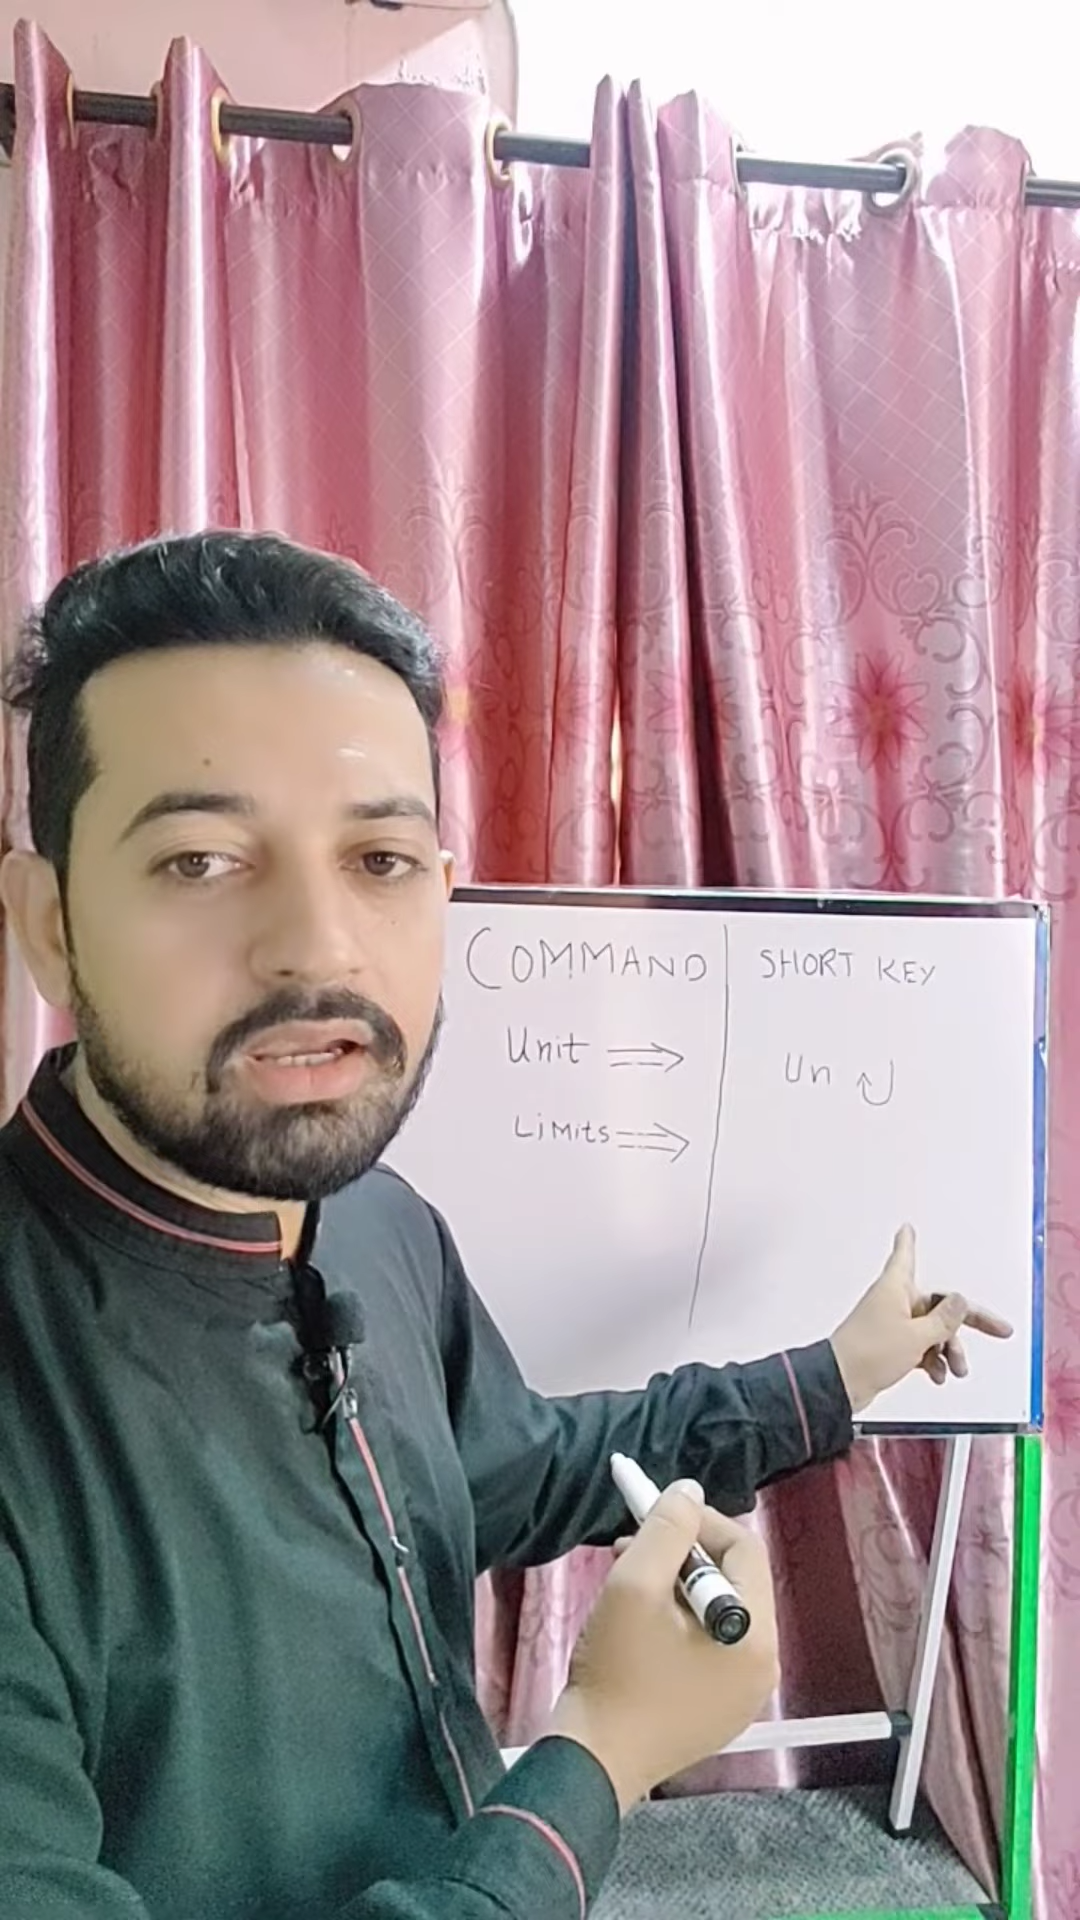 COMMAND SHORT KEY
Unit ⇒ Un ↵
Limits ⇒